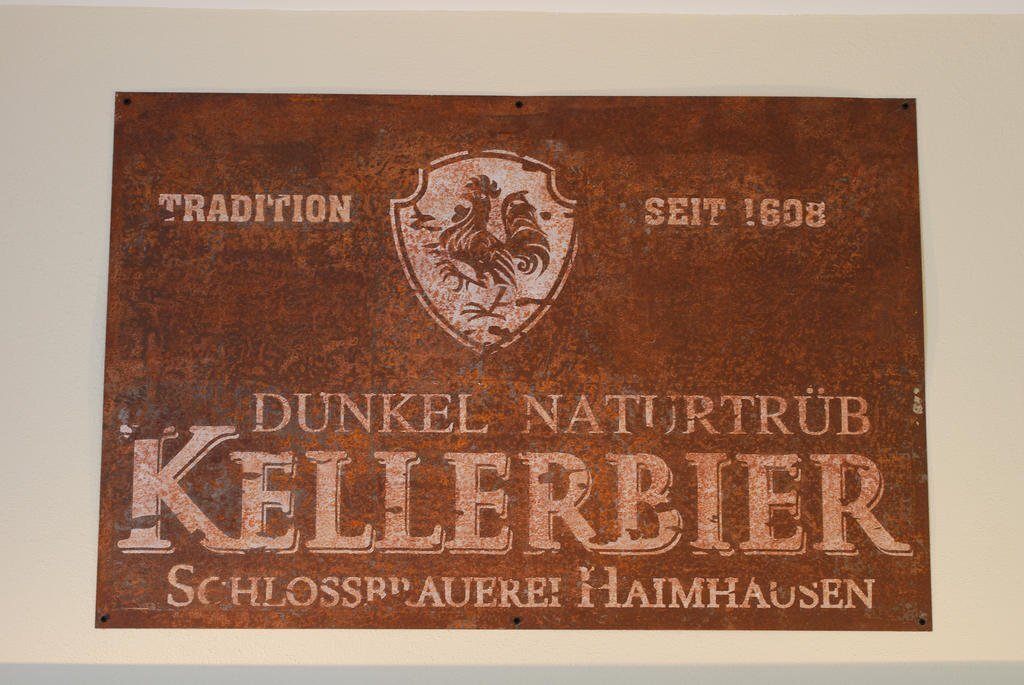 TRADITION SEIT 1608
DUNKEL NATURTRÜB
KELLERBIER
SCHLOSSBRAUEREI HAIMHAUSEN